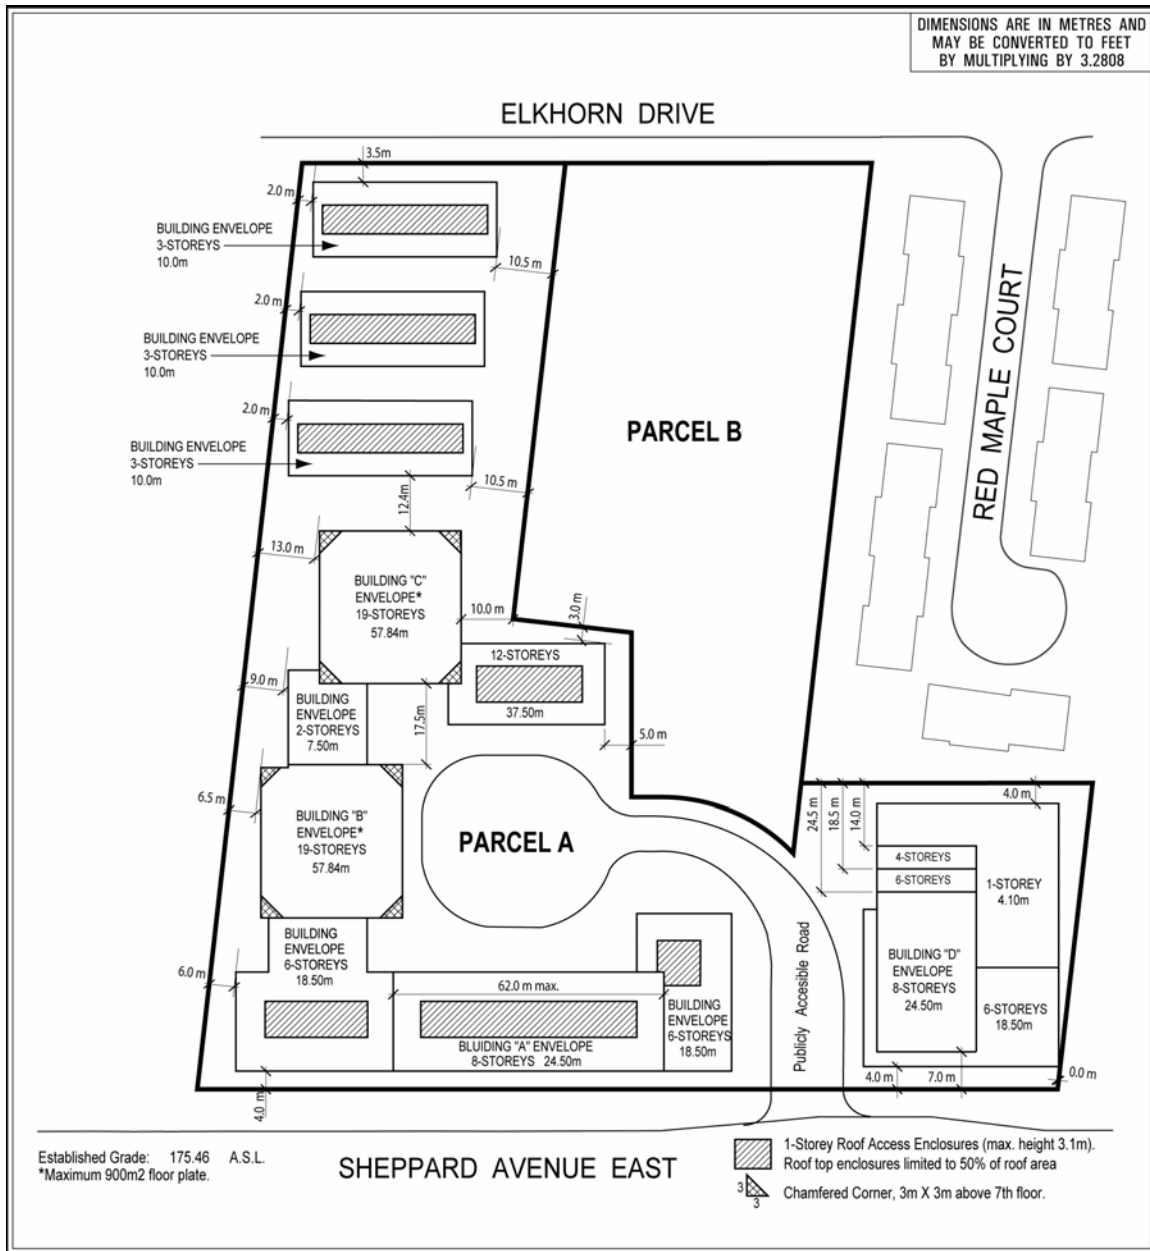 DIMENSIONS ARE IN METRES AND
MAY BE CONVERTED TO FEET
BY MULTIPLYING BY 3.2808
ELKHORN DRIVE
3.5m
2.0 m
BUILDING ENVELOPE
3-STOREYS
10.0m
10.5 m
2.0 m
BUILDING ENVELOPE
3-STOREYS
10.0m
RED MAPLE COURT
2.0 m
BUILDING ENVELOPE
3-STOREYS
10.0m
PARCEL B
10.5 m
12.4m
13.0 m
BUILDING "C"
ENVELOPE*
19-STOREYS
57.84m
10.0 m
3.0 m
12-STOREYS
37.50m
9.0 m
BUILDING
ENVELOPE
2-STOREYS
7.50m
17.5m
5.0 m
6.5 m
BUILDING "B"
ENVELOPE*
19-STOREYS
57.84m
PARCEL A
24.5 m
18.5 m
14.0 m
4.0 m
4-STOREYS
6-STOREYS
1-STOREY
4.10m
BUILDING "D"
ENVELOPE
8-STOREYS
24.50m
6-STOREYS
18.50m
BUILDING
ENVELOPE
6-STOREYS
18.50m
6.0 m
62.0 m max.
BLUIDING "A" ENVELOPE
8-STOREYS 24.50m
BUILDING
ENVELOPE
6-STOREYS
18.50m
Publicly Accesible Road
4.0 m
4.0 m
7.0 m
0.0 m
Established Grade: 175.46 A.S.L.
*Maximum 900m2 floor plate.
SHEPPARD AVENUE EAST
1-Storey Roof Access Enclosures (max. height 3.1m).
Roof top enclosures limited to 50% of roof area
3
3
Chamfered Corner, 3m X 3m above 7th floor.